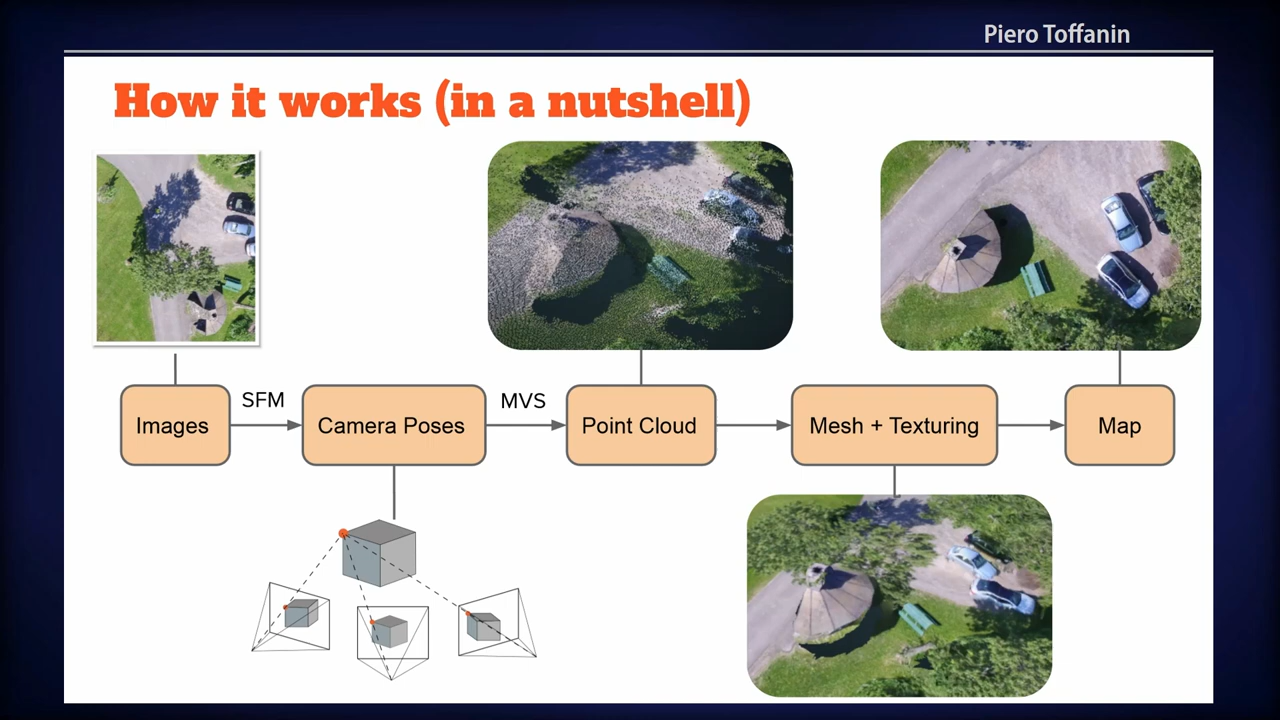 Piero Toffanin
How it works (in a nutshell)
Images
SFM
Camera Poses
MVS
Point Cloud
Mesh + Texturing
Map